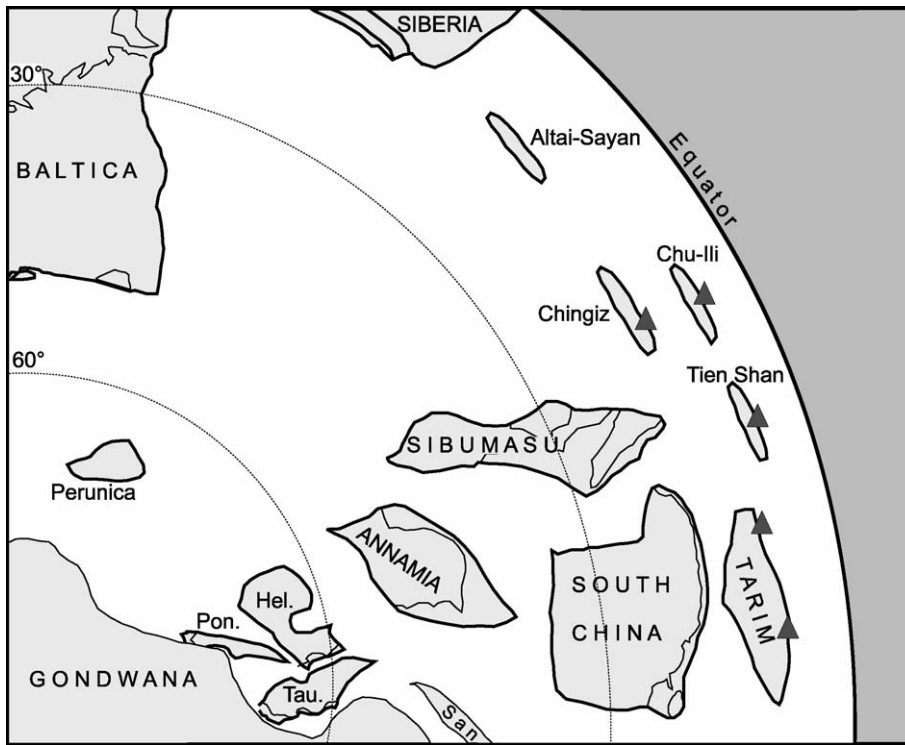 SIBERIA
30°
Altai-Sayan
Equator
BALTICA
Chu-Ili
Chingiz
60°
Tien Shan
SIBUMASU
Perunica
ANNAMIA
SOUTH
CHINA
TARIM
Hel.
Pon.
GONDWANA
Tau.
San